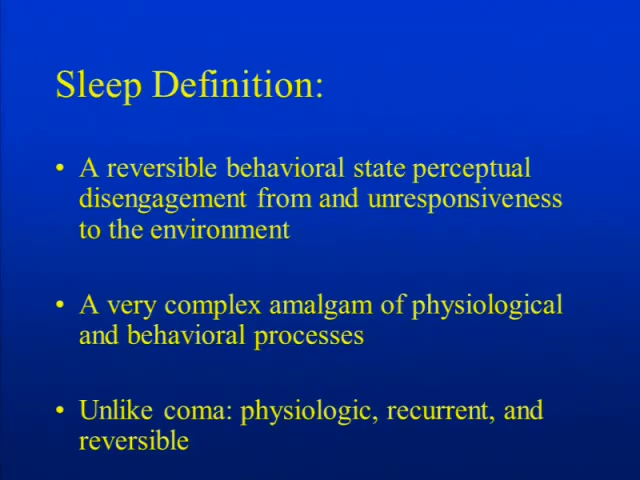 Sleep Definition:
• A reversible behavioral state perceptual
disengagement from and unresponsiveness
to the environment
• A very complex amalgam of physiological
and behavioral processes
• Unlike coma: physiologic, recurrent, and
reversible